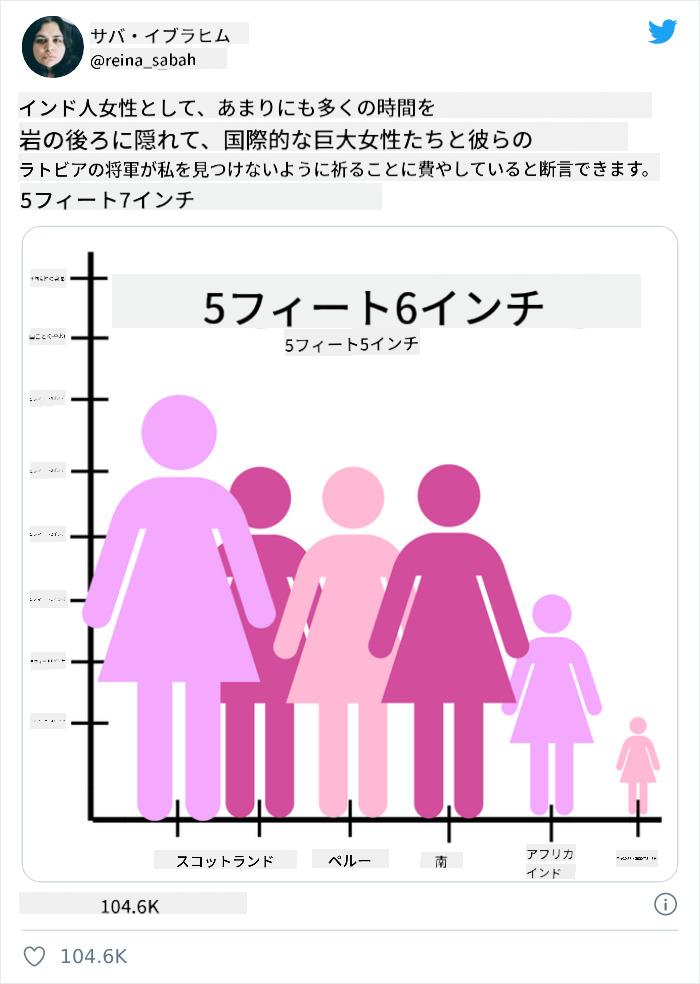 サバ・イブラヒム
@reina_sabah
インド人女性として、あまりにも多くの時間を
岩の後ろに隠れて、国際的な巨大女性たちと彼らの
ラトビアの将軍が私を見つけないように祈ることに費やしていると断言できます。
5フィート7インチ
5フィート6インチ
5フィート5インチ
スコットランド
ペルー
南
アフリカ
インド
104.6K
104.6K